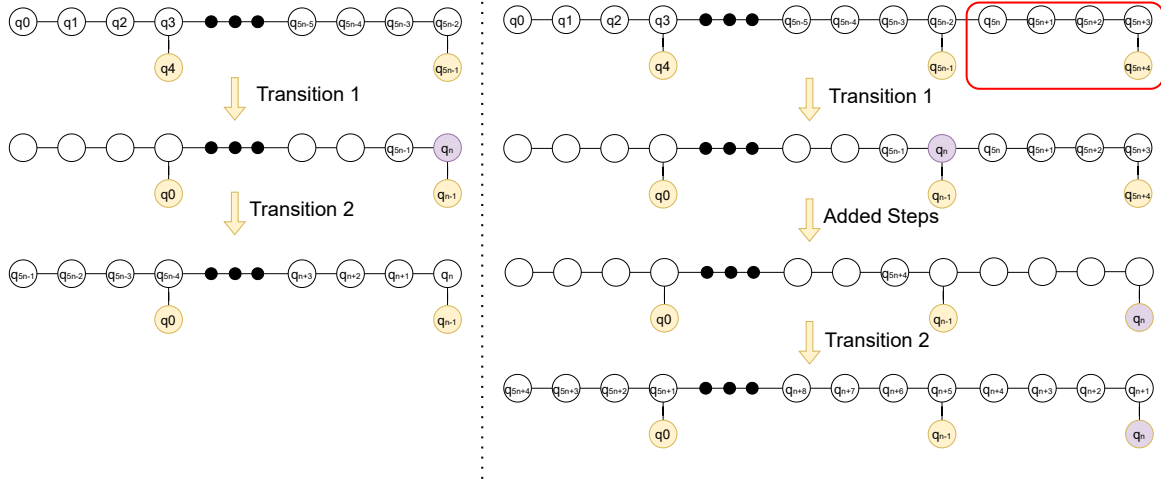 q0 q1 q2 q3 q5n-5 q5n-4 q5n-3 q5n-2
q4 q5n-1
Transition 1
q5n-1 qn
q0 qn-1
Transition 2
q5n-1 q5n-2 q5n-3 q5n-4 qn+3 qn+2 qn+1 qn
q0 qn-1
q0 q1 q2 q3 q5n-5 q5n-4 q5n-3 q5n-2 q5n q5n+1 q5n+2 q5n+3
q4 q5n-1 q5n+4
Transition 1
q5n-1 qn q5n q5n+1 q5n+2 q5n+3
q0 qn-1 q5n+4
Added Steps
q5n+4
q0 qn-1 qn
Transition 2
q5n+4 q5n+3 q5n+2 q5n+1 qn+8 qn+7 qn+6 qn+5 qn+4 qn+3 qn+2 qn+1
q0 qn-1 qn